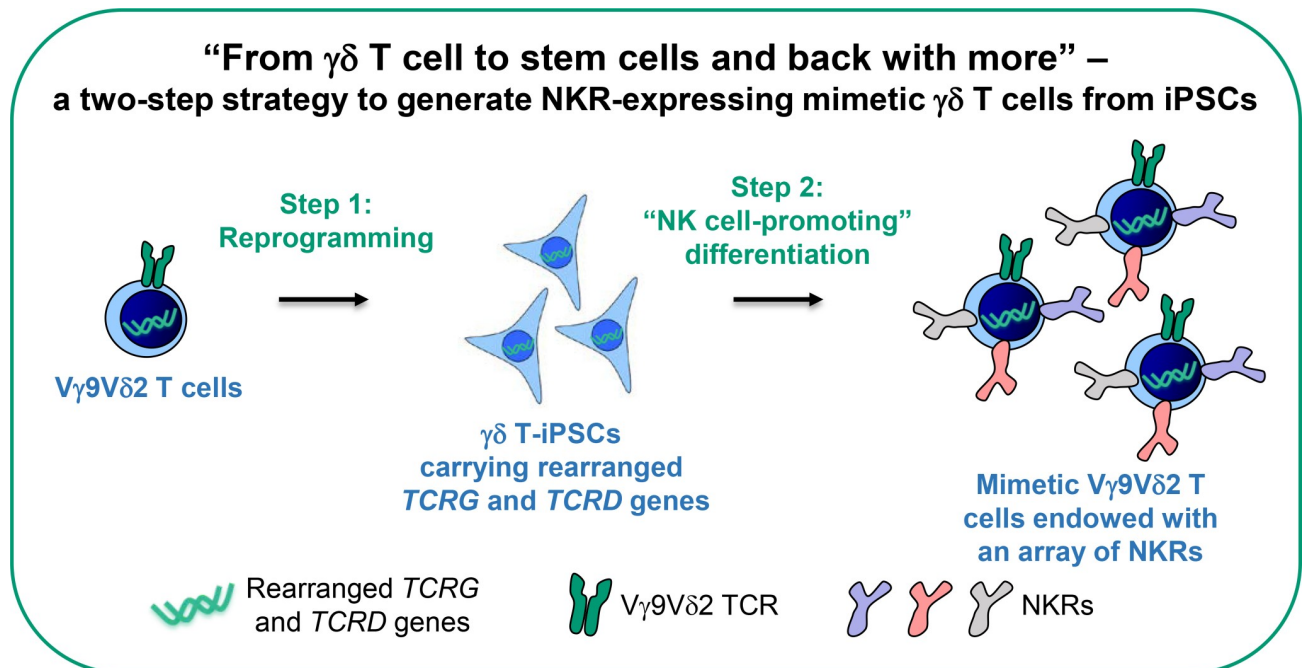 “From γδ T cell to stem cells and back with more” –
a two-step strategy to generate NKR-expressing mimetic γδ T cells from iPSCs
Step 1:
Reprogramming
Step 2:
“NK cell-promoting”
differentiation
Vγ9Vδ2 T cells
γδ T-iPSCs
carrying rearranged
TCRG and TCRD genes
Mimetic Vγ9Vδ2 T
cells endowed with
an array of NKRs
Rearranged TCRG
and TCRD genes
Vγ9Vδ2 TCR
NKRs